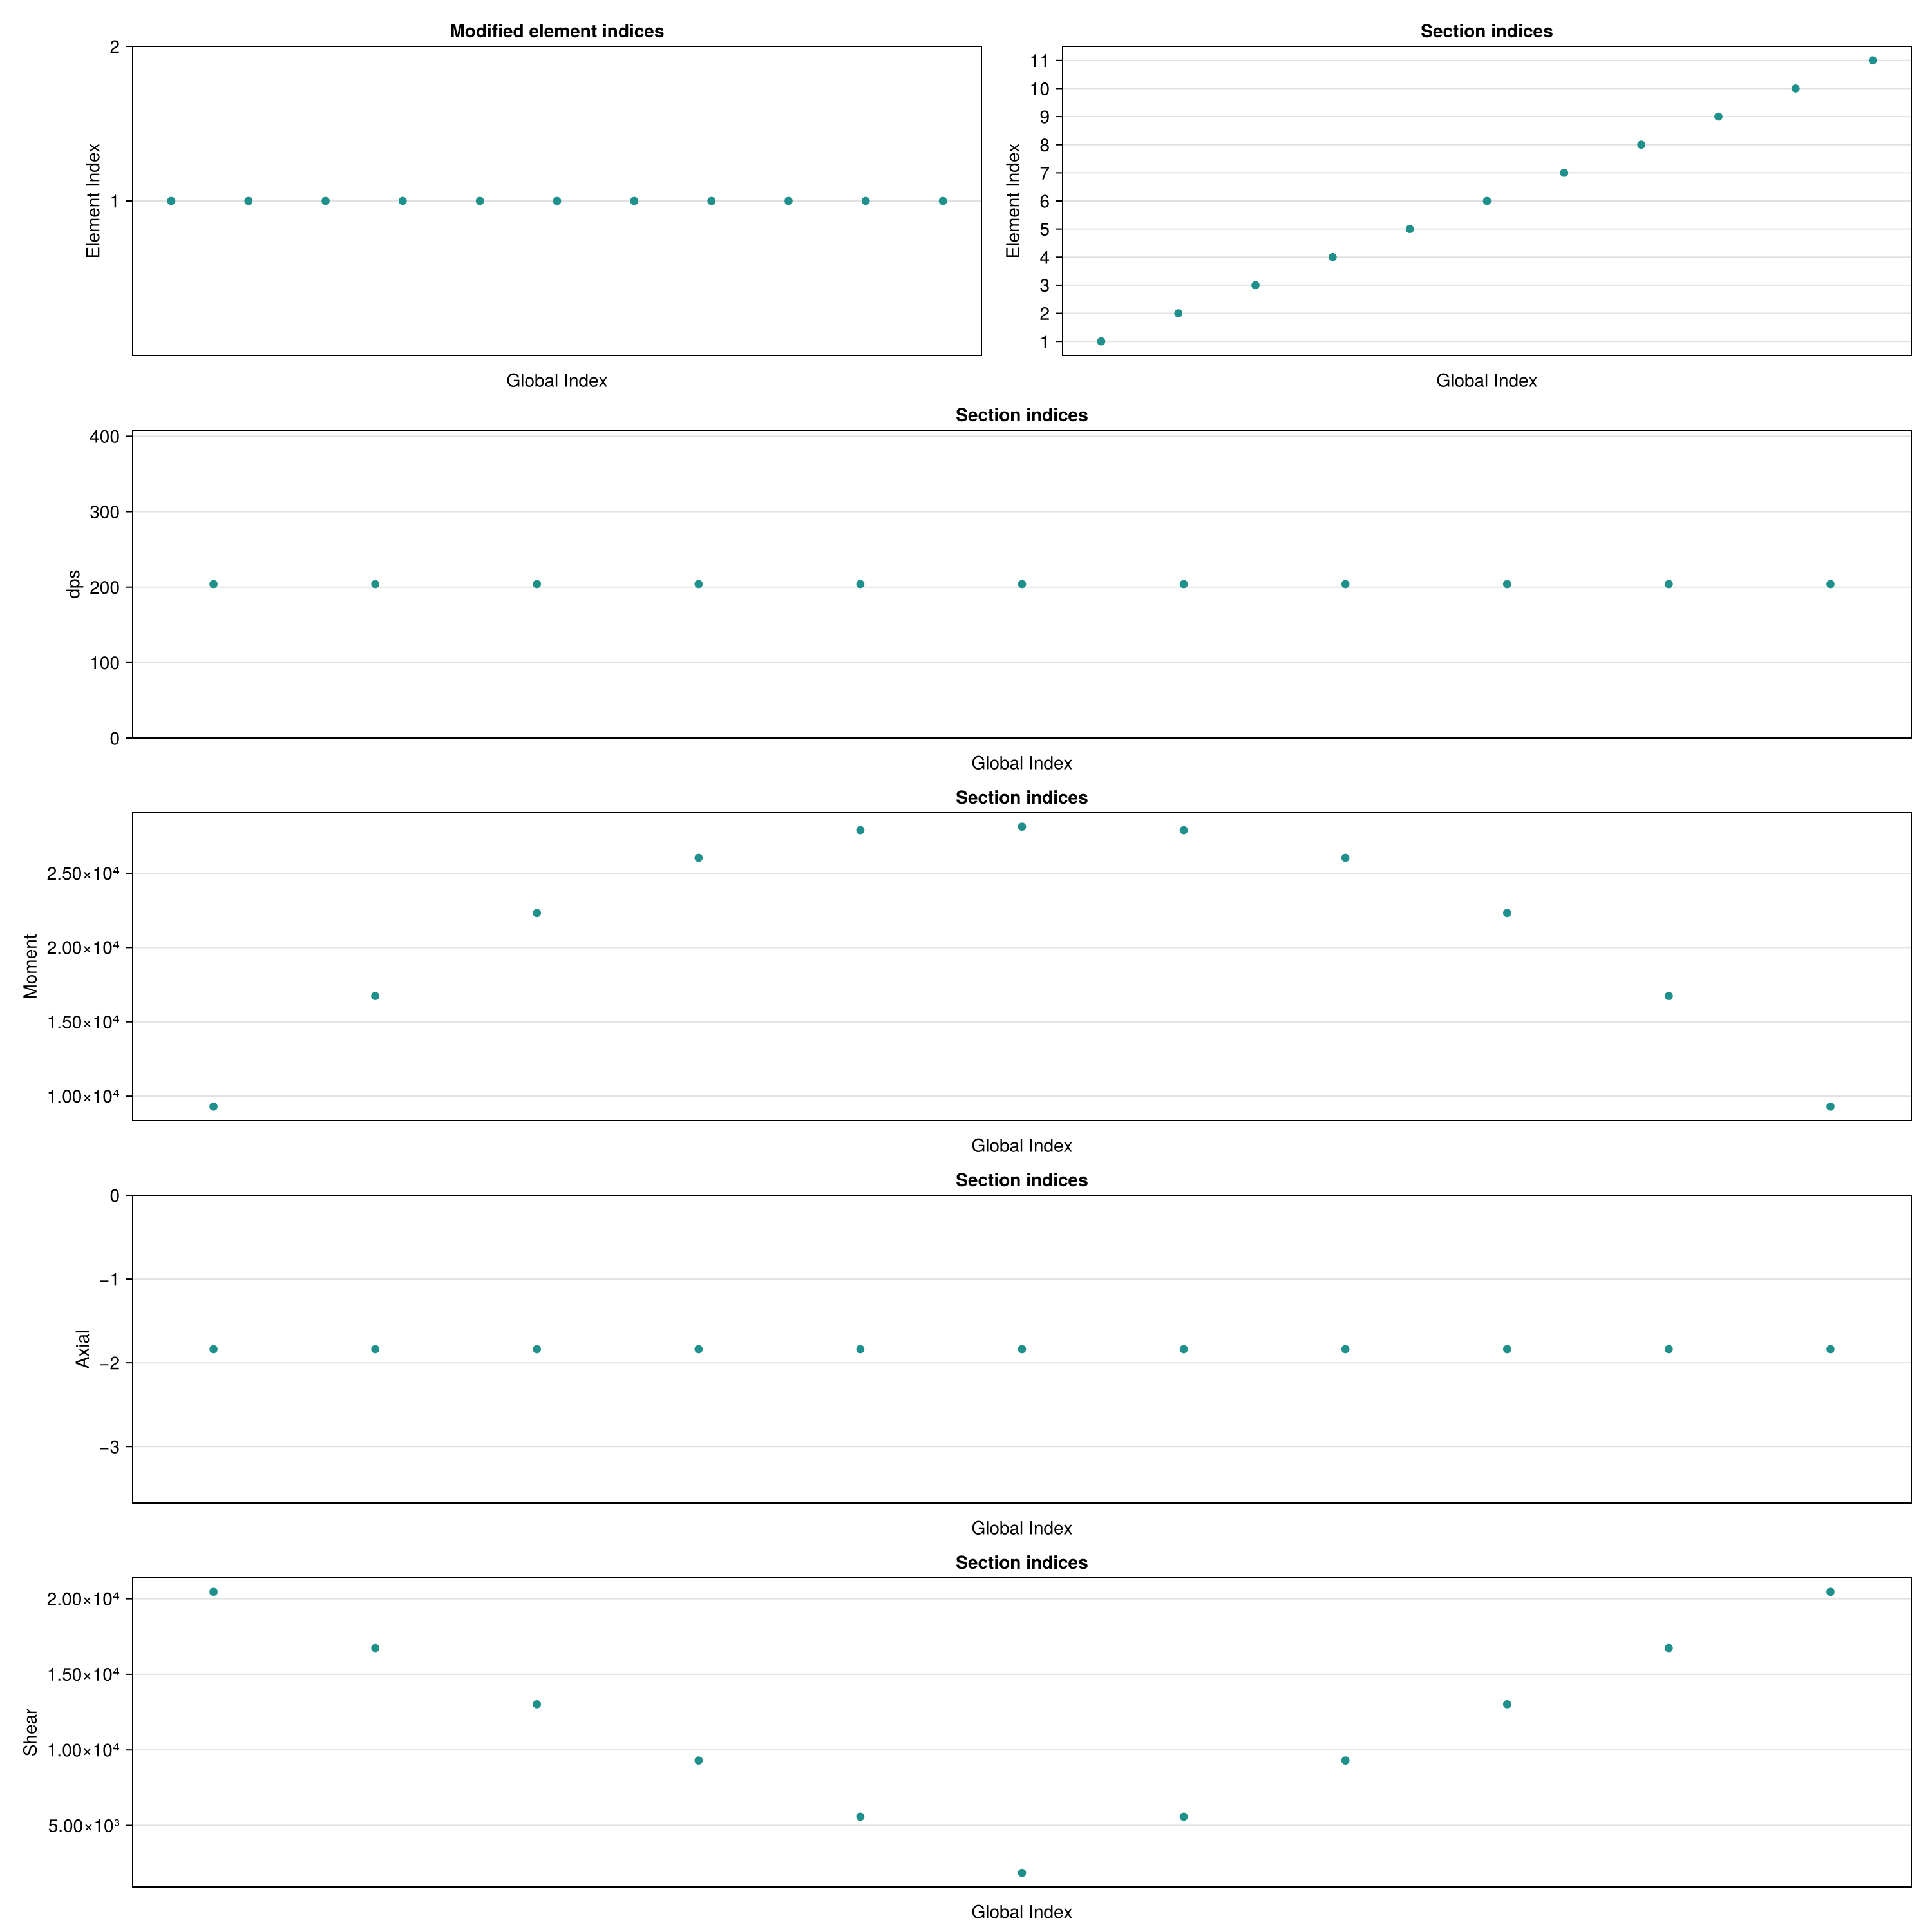 Modified element indices
2
1
Element Index
Global Index
Section indices
11
10
9
8
7
6
5
4
3
2
1
Element Index
Global Index
Section indices
400
300
200
100
0
dps
Global Index
Section indices
2.50×10⁴
2.00×10⁴
1.50×10⁴
1.00×10⁴
Moment
Global Index
Section indices
0
−1
−2
−3
Axial
Global Index
Section indices
2.00×10⁴
1.50×10⁴
1.00×10⁴
5.00×10³
Shear
Global Index